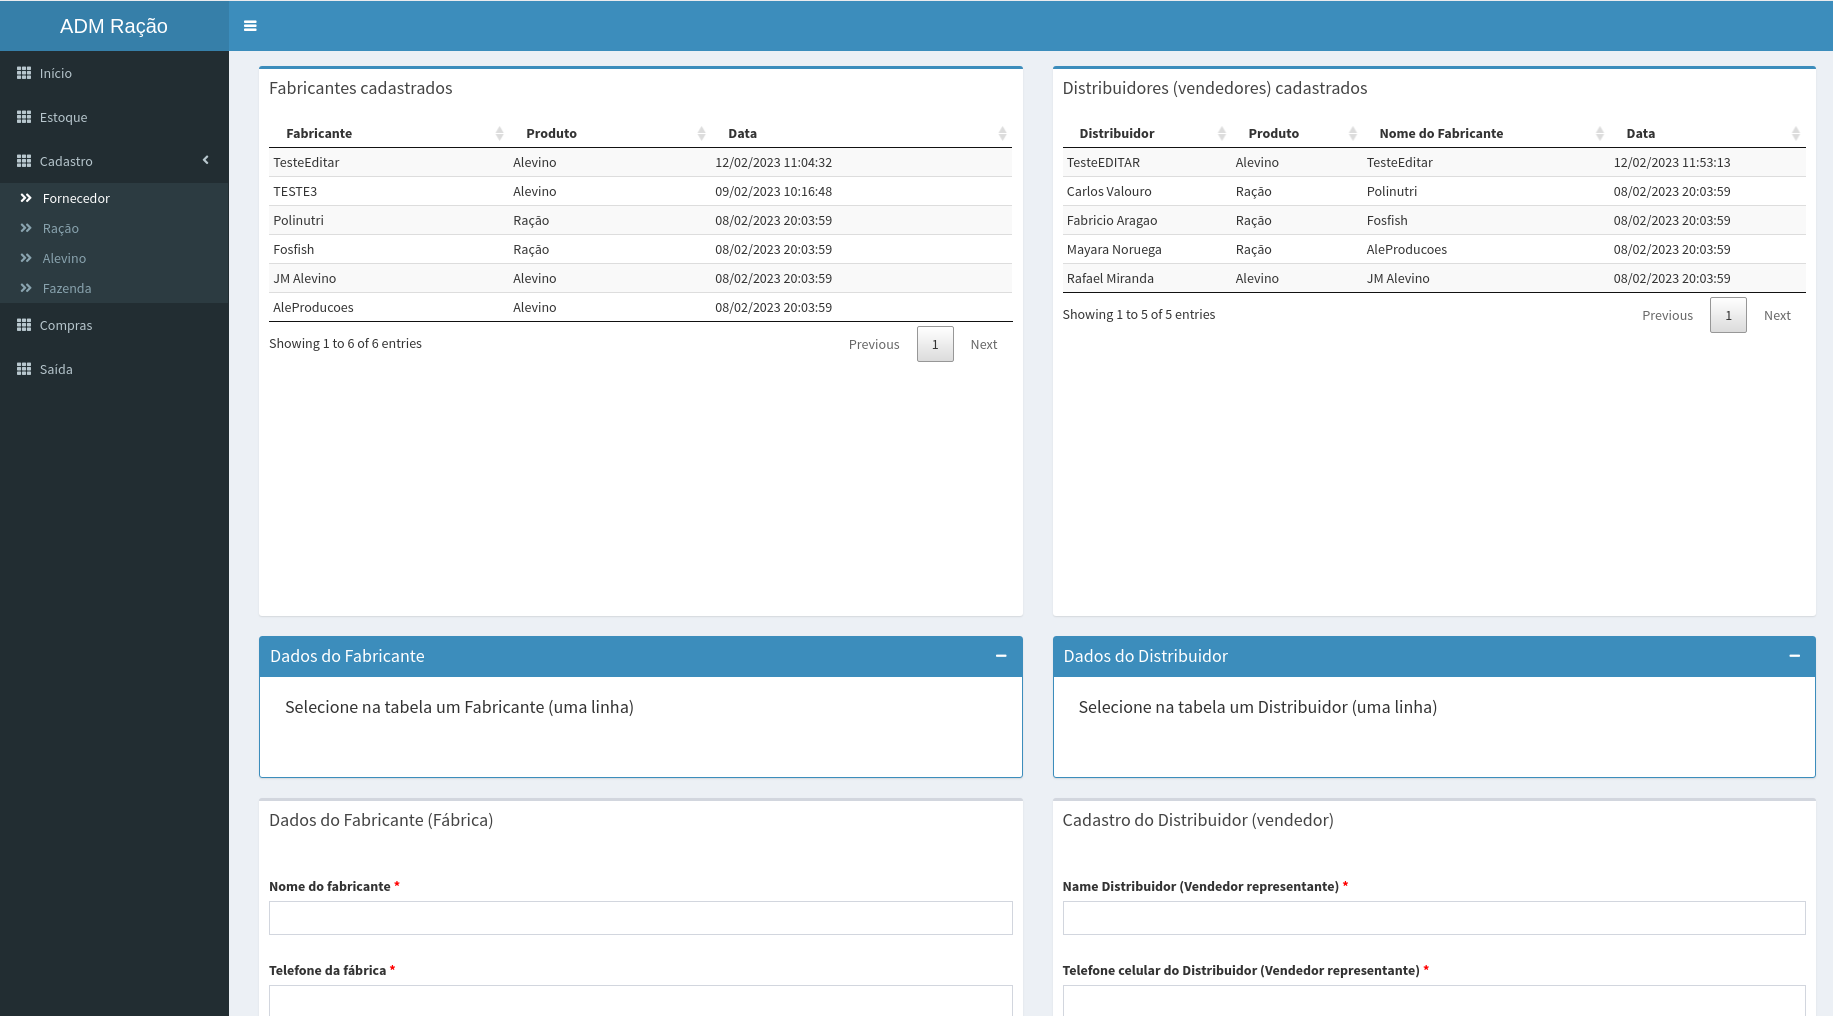 ADM Ração
Início
Estoque
Cadastro
Fornecedor
Ração
Alevino
Fazenda
Compras
Saída
Fabricantes cadastrados
Fabricante Produto Data
TesteEditar Alevino 12/02/2023 11:04:32
TESTE3 Alevino 09/02/2023 10:16:48
Polinutri Ração 08/02/2023 20:03:59
Fosfish Ração 08/02/2023 20:03:59
JM Alevino Alevino 08/02/2023 20:03:59
AleProducoes Alevino 08/02/2023 20:03:59
Showing 1 to 6 of 6 entries Previous 1 Next
Distribuidores (vendedores) cadastrados
Distribuidor Produto Nome do Fabricante Data
TesteEDITAR Alevino TesteEditar 12/02/2023 11:53:13
Carlos Valouro Ração Polinutri 08/02/2023 20:03:59
Fabricio Aragao Ração Fosfish 08/02/2023 20:03:59
Mayara Noruega Ração AleProducoes 08/02/2023 20:03:59
Rafael Miranda Alevino JM Alevino 08/02/2023 20:03:59
Showing 1 to 5 of 5 entries Previous 1 Next
Dados do Fabricante
Selecione na tabela um Fabricante (uma linha)
Dados do Distribuidor
Selecione na tabela um Distribuidor (uma linha)
Dados do Fabricante (Fábrica)
Nome do fabricante *
Telefone da fábrica *
Cadastro do Distribuidor (vendedor)
Name Distribuidor (Vendedor representante) *
Telefone celular do Distribuidor (Vendedor representante) *